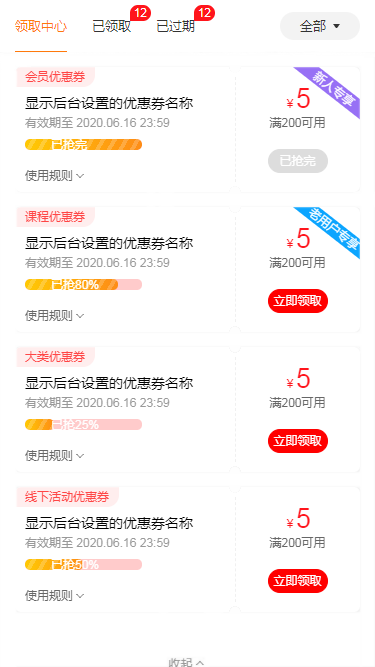 领取中心
已领取
12
已过期
12
全部
会员优惠券
新人专享
显示后台设置的优惠券名称
有效期至 2020.06.16 23:59
¥5
满200可用
已抢完
已抢完
使用规则
课程优惠券
老用户专享
显示后台设置的优惠券名称
有效期至 2020.06.16 23:59
¥5
满200可用
已抢80%
立即领取
使用规则
大类优惠券
显示后台设置的优惠券名称
有效期至 2020.06.16 23:59
¥5
满200可用
已抢25%
立即领取
使用规则
线下活动优惠券
显示后台设置的优惠券名称
有效期至 2020.06.16 23:59
¥5
满200可用
已抢50%
立即领取
使用规则
收起